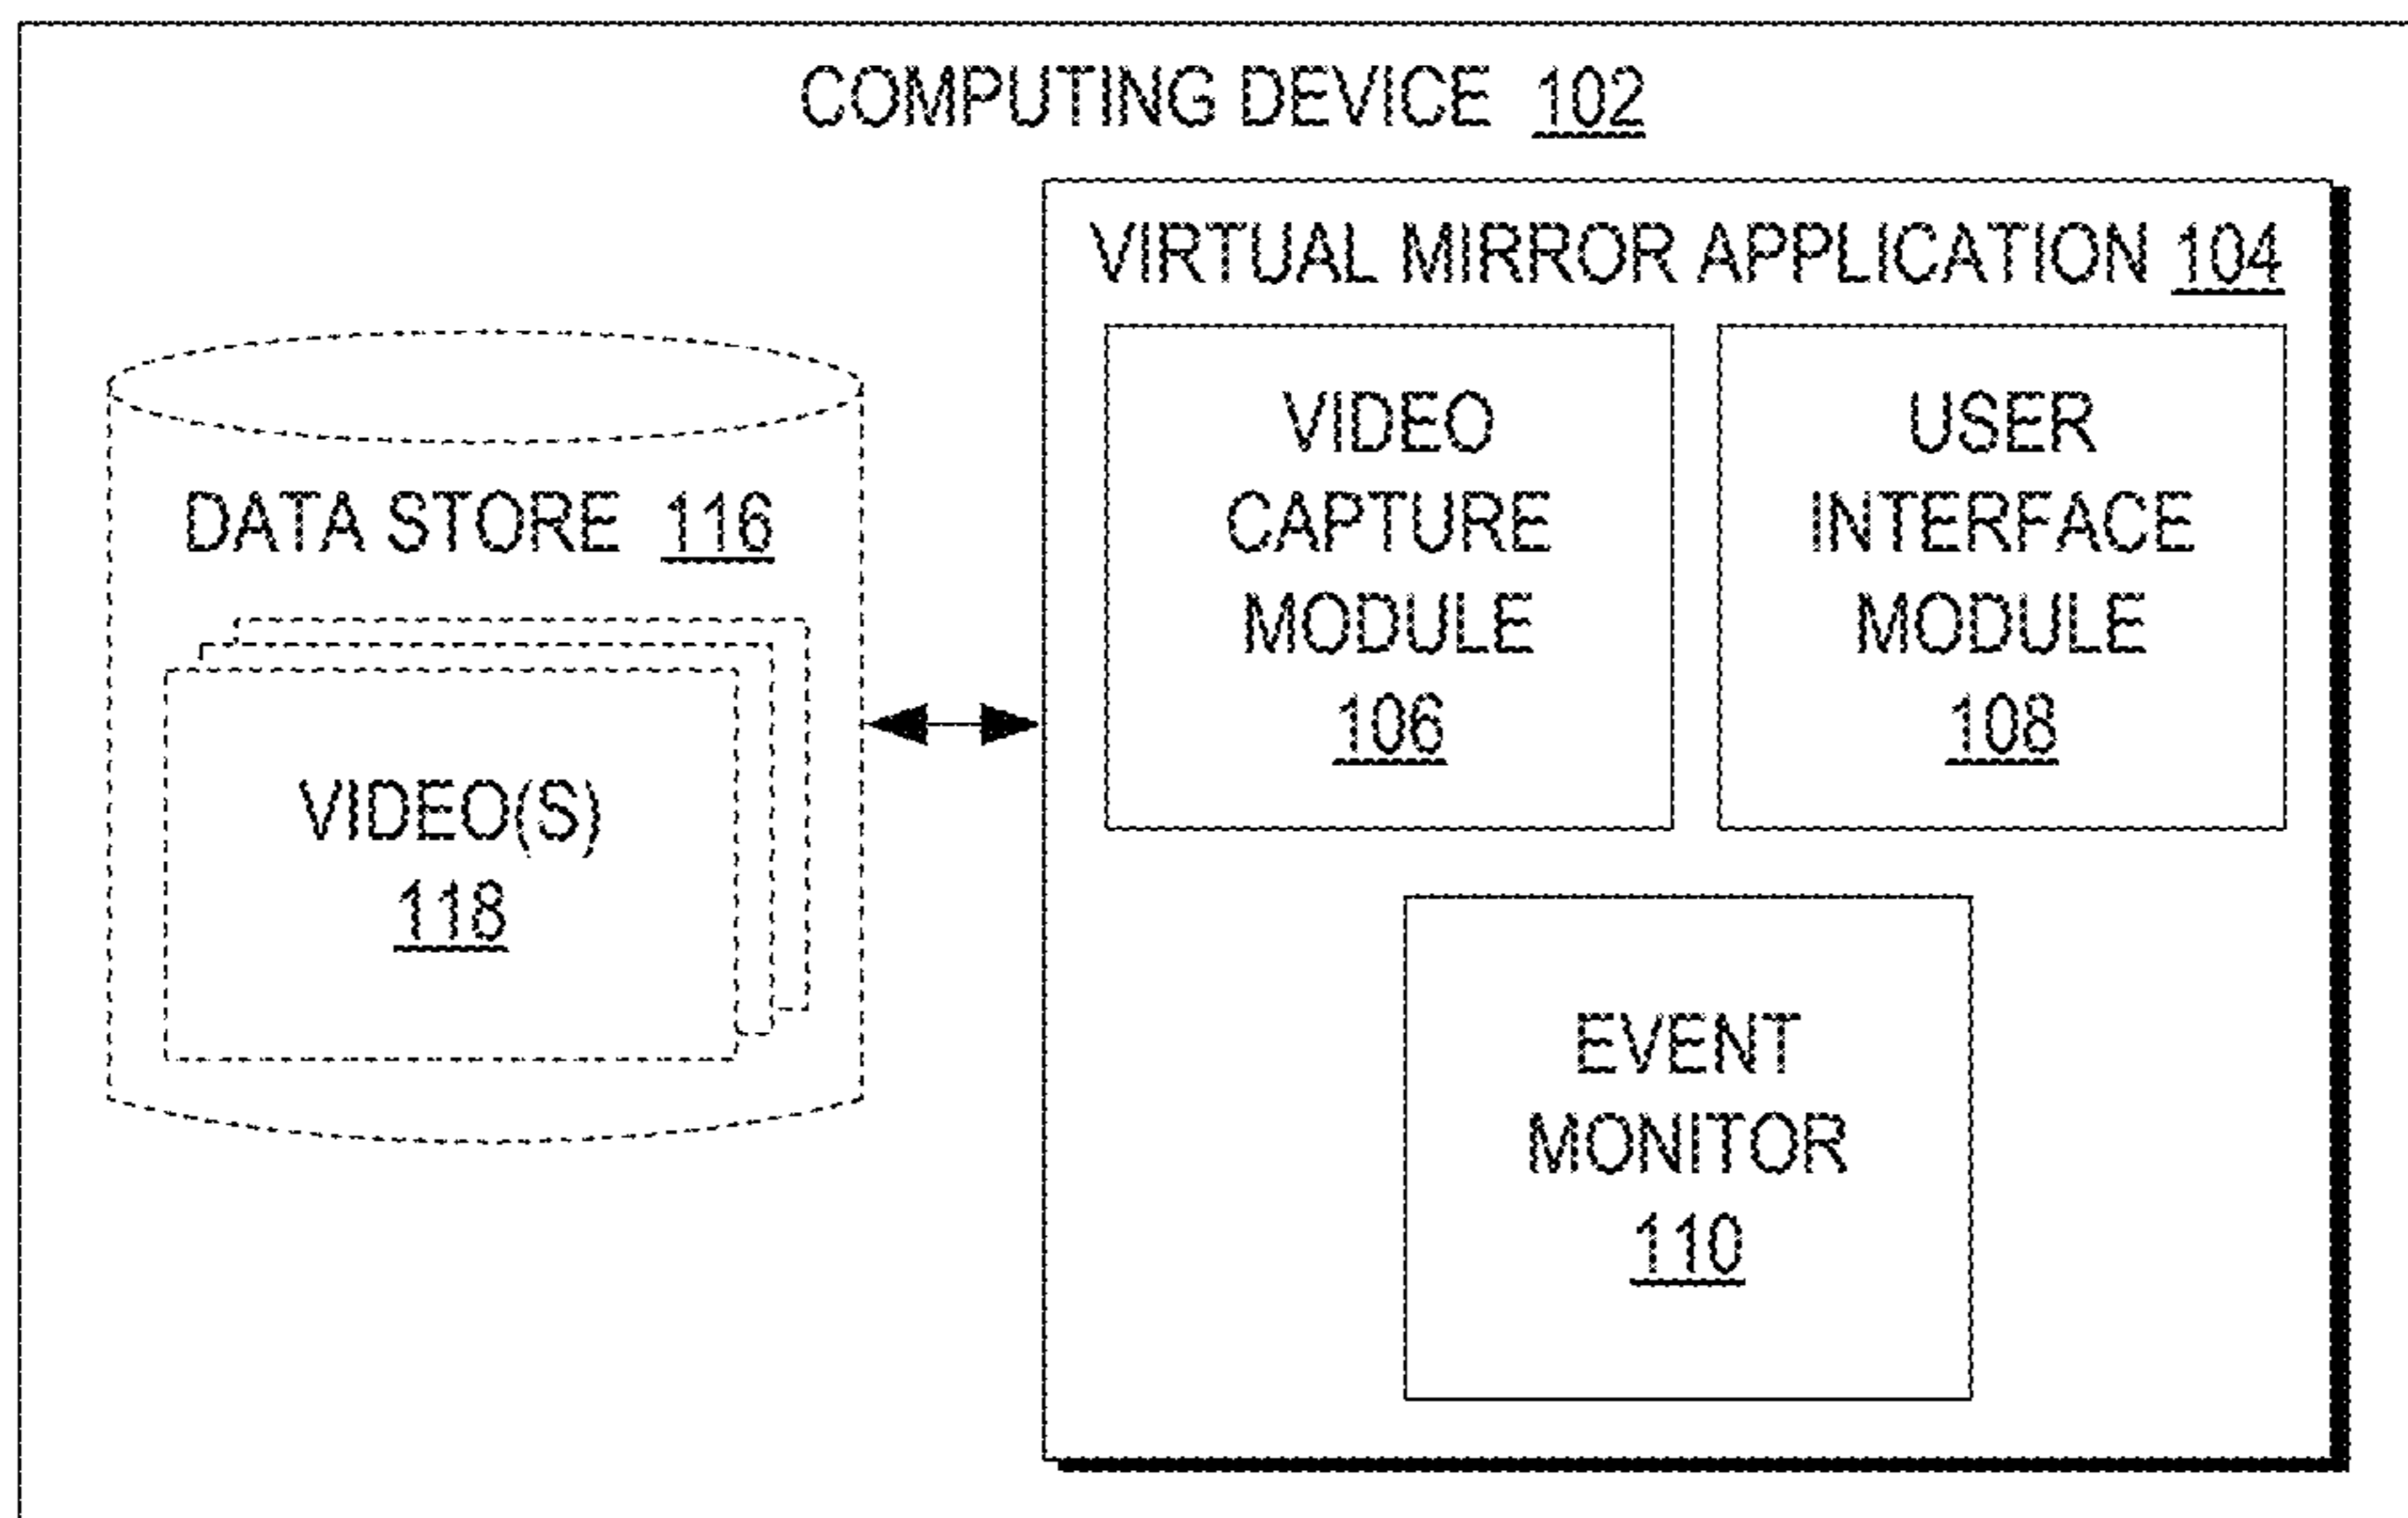 COMPUTING DEVICE 102
VIRTUAL MIRROR APPLICATION 104
VIDEO
CAPTURE
MODULE
106
USER
INTERFACE
MODULE
108
DATA STORE 116
VIDEO(S)
118
EVENT
MONITOR
110